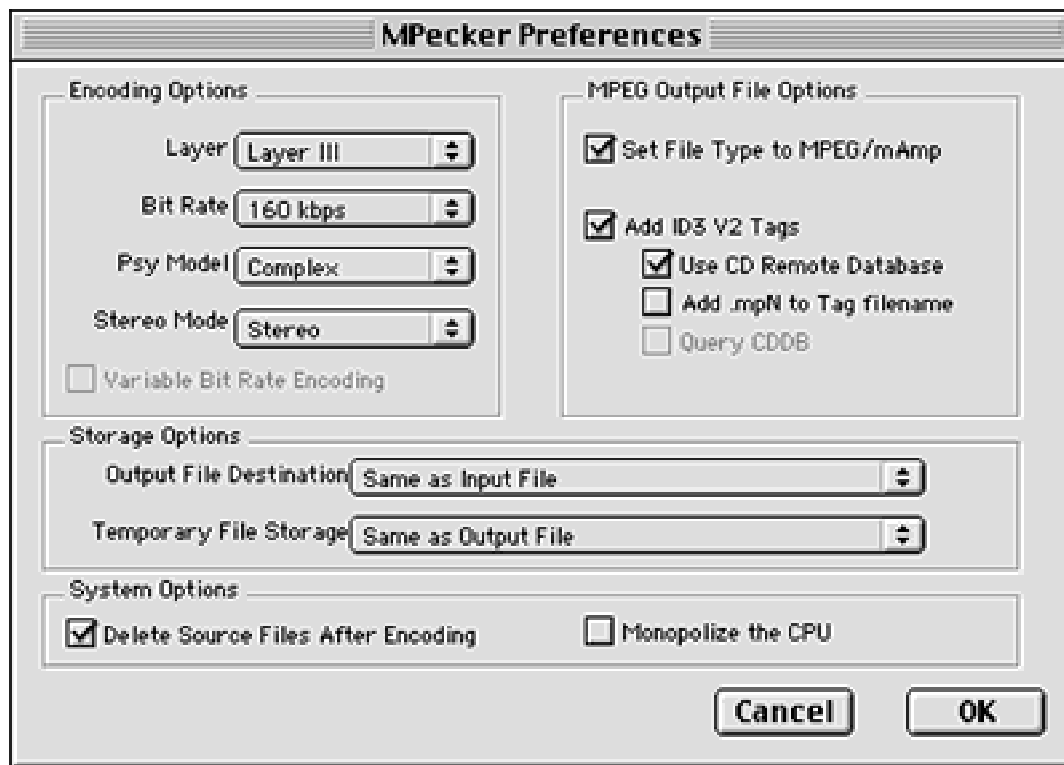 MPecker Preferences
Encoding Options
Layer Layer III
Bit Rate 160 kbps
Psy Model Complex
Stereo Mode Stereo
Variable Bit Rate Encoding
MPEG Output File Options
Set File Type to MPEG/mAmp
Add ID3 V2 Tags
Use CD Remote Database
Add .mpN to Tag filename
Query CDDB
Storage Options
Output File Destination Same as Input File
Temporary File Storage Same as Output File
System Options
Delete Source Files After Encoding
Monopolize the CPU
Cancel
OK